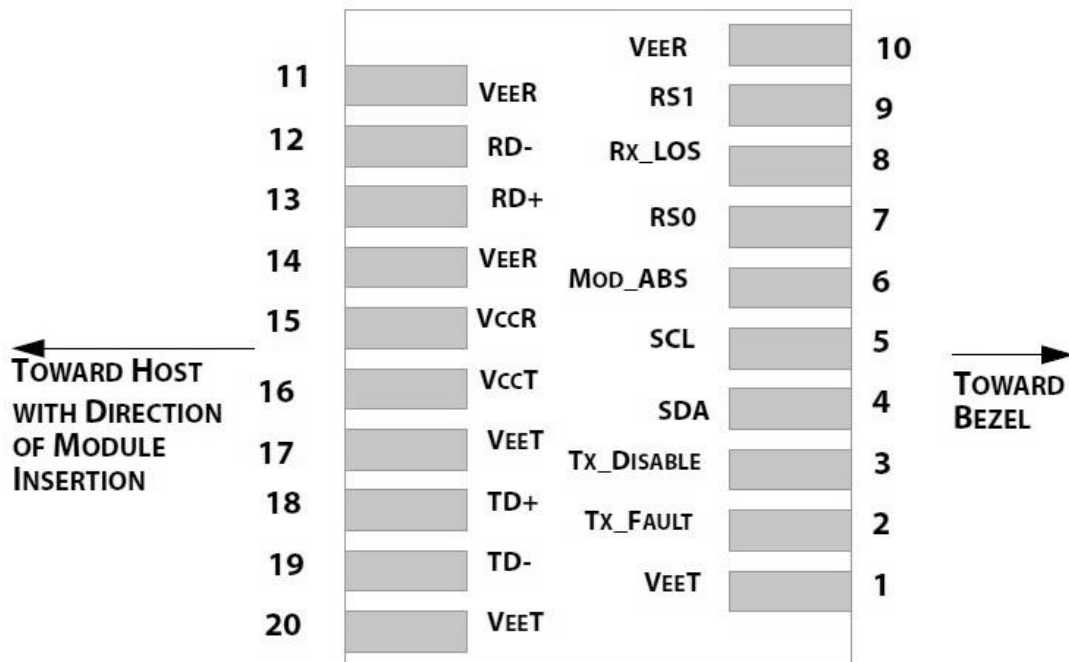 VEER 10
11 VEER
RS1 9
12 RD-
RX_LOS 8
13 RD+
RS0 7
14 VEER
MOD_ABS 6
15 VCCR
SCL 5
TOWARD HOST
WITH DIRECTION
OF MODULE
INSERTION
TOWARD
BEZEL
16 VCCT
SDA 4
17 VEET
TX_DISABLE 3
18 TD+
TX_FAULT 2
19 TD-
VEET 1
20 VEET